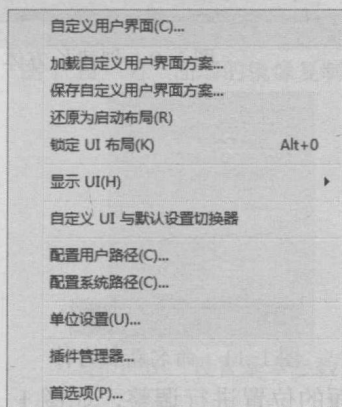 自定义用户界面(C)...
加载自定义用户界面方案...
保存自定义用户界面方案...
还原为启动布局(R)
锁定 UI 布局(K) Alt+0
显示 UI(H)
自定义 UI 与默认设置切换器
配置用户路径(C)...
配置系统路径(C)...
单位设置(U)...
插件管理器...
首选项(P)...